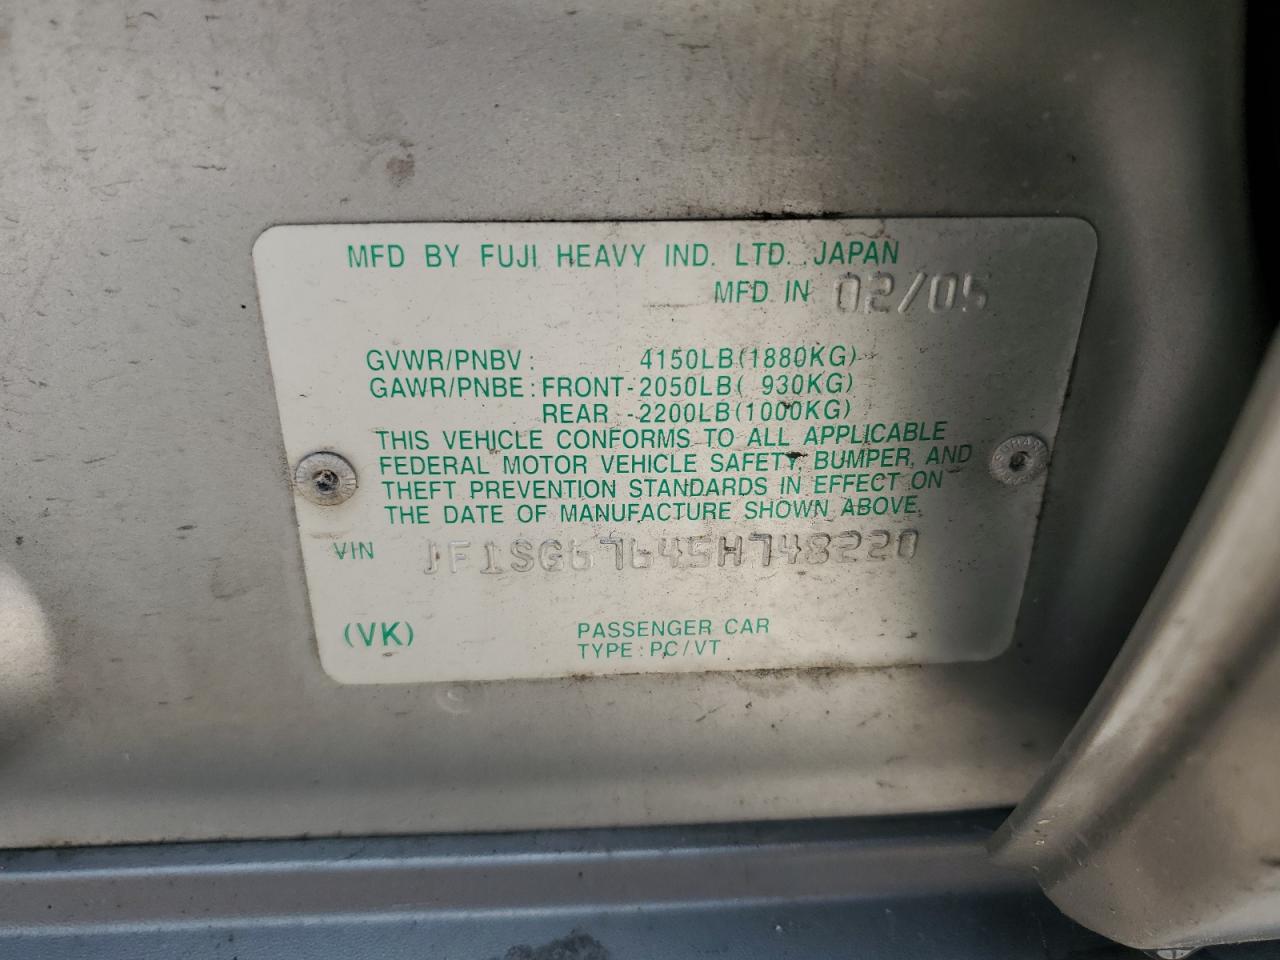 MFD BY FUJI HEAVY IND. LTD. JAPAN
MFD IN 02/05
GVWR/PNBV: 4150LB(1880KG)
GAWR/PNBE: FRONT-2050LB( 930KG)
REAR -2200LB(1000KG)
THIS VEHICLE CONFORMS TO ALL APPLICABLE
FEDERAL MOTOR VEHICLE SAFETY, BUMPER, AND
THEFT PREVENTION STANDARDS IN EFFECT ON
THE DATE OF MANUFACTURE SHOWN ABOVE.
VIN JF1SG67645H748220
(VK) PASSENGER CAR
TYPE: PC/VT